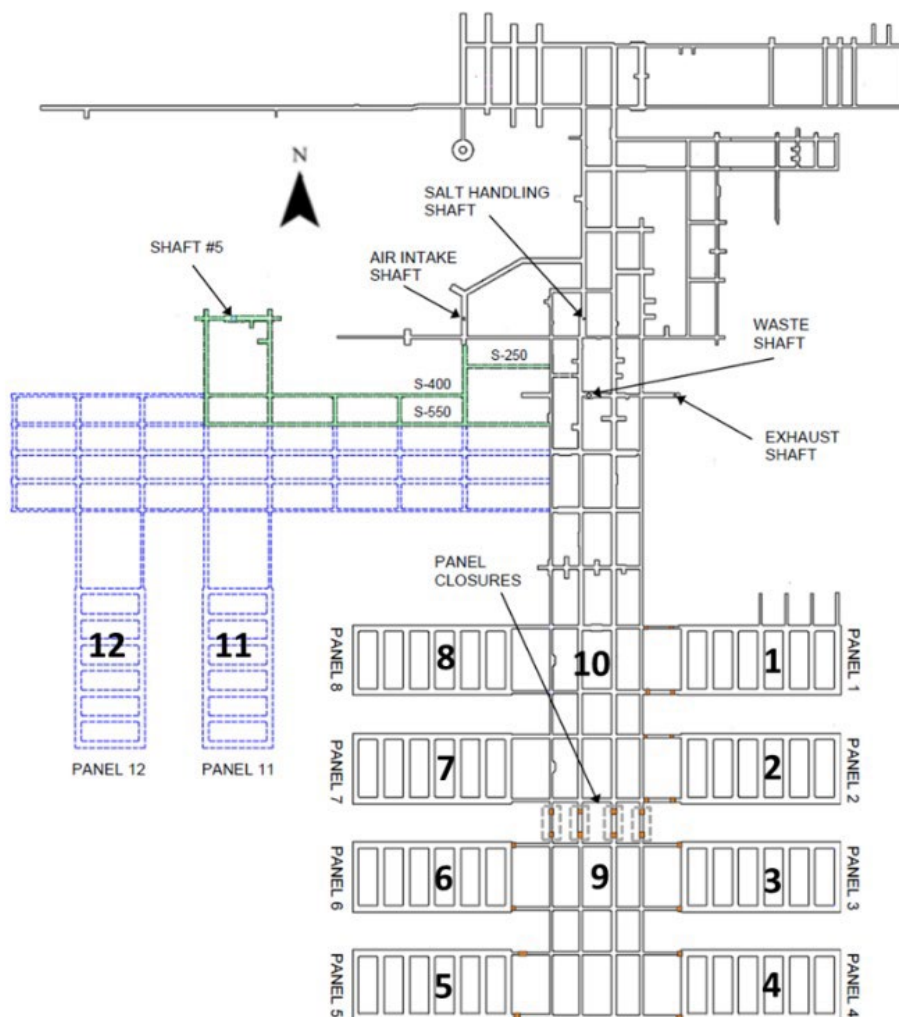 N
SALT HANDLING
SHAFT
SHAFT #5
AIR INTAKE
SHAFT
WASTE
SHAFT
S-250
S-400
S-550
EXHAUST
SHAFT
PANEL
CLOSURES
12
11
PANEL 8
8
10
1
PANEL 1
PANEL 12
PANEL 11
PANEL 7
7
2
PANEL 2
PANEL 6
6
9
3
PANEL 3
PANEL 5
5
4
PANEL 4